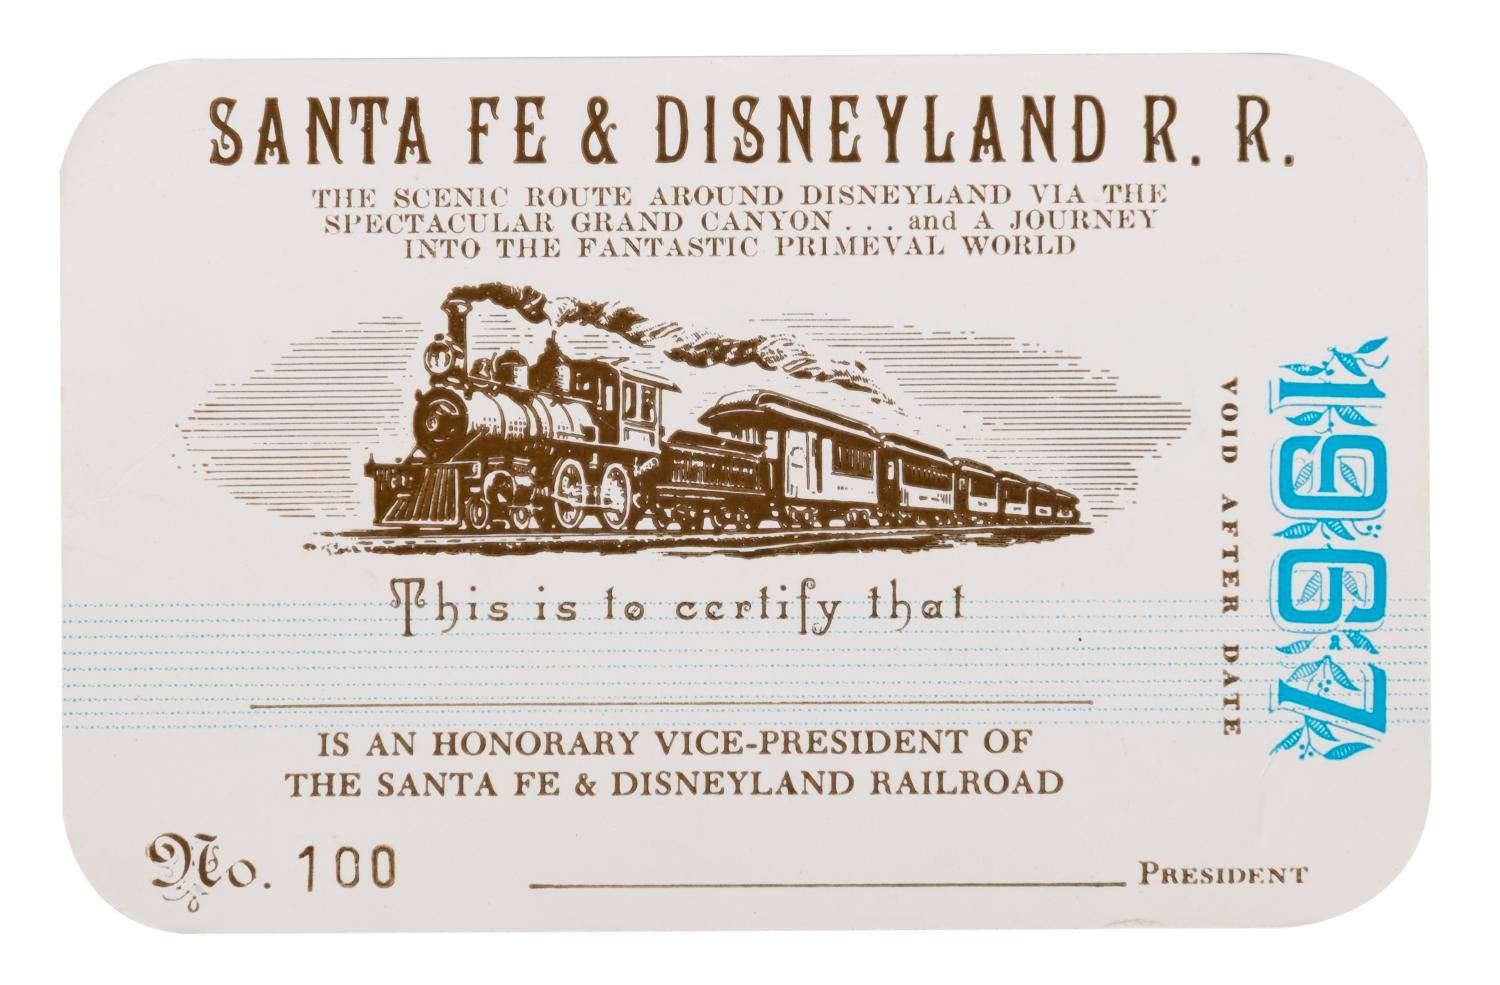 SANTA FE & DISNEYLAND R. R.
THE SCENIC ROUTE AROUND DISNEYLAND VIA THE
SPECTACULAR GRAND CANYON . . . and A JOURNEY
INTO THE FANTASTIC PRIMEVAL WORLD
This is to certify that
IS AN HONORARY VICE-PRESIDENT OF
THE SANTA FE & DISNEYLAND RAILROAD
No. 100
PRESIDENT
VOID AFTER DATE
1967